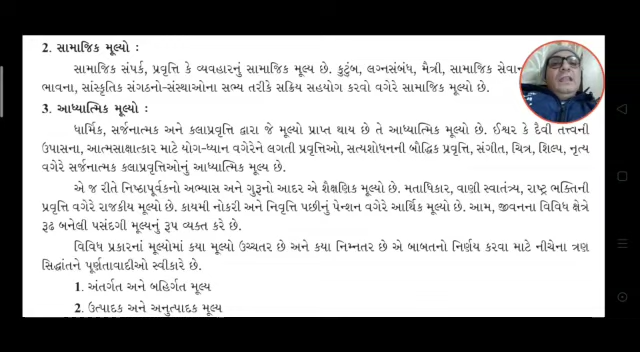 2. સામાજિક મૂલ્યો :
સામાજિક સંપર્ક, પ્રવૃત્તિ કે વ્યવહારનું સામાજિક મૂલ્ય છે. કુટુંબ, લગ્નસંબંધ, મૈત્રી, સામાજિક સેવાન
ભાવના, સાંસ્કૃતિક સંગઠનો-સંસ્થાઓના સભ્ય તરીકે સક્રિય સહયોગ કરવો વગેરે સામાજિક મૂલ્યો છે.
3. આધ્યાત્મિક મૂલ્યો :
ધાર્મિક, સર્જનાત્મક અને કલાપ્રવૃત્તિ દ્વારા જે મૂલ્યો પ્રાપ્ત થાય છે તે આધ્યાત્મિક મૂલ્યો છે. ઈશ્વર કે દૈવી તત્ત્વની
ઉપાસના, આત્મસાક્ષાત્કાર માટે યોગ-ધ્યાન વગેરેને લગતી પ્રવૃત્તિઓ, સત્યશોધનની બૌદ્ધિક પ્રવૃત્તિ, સંગીત, ચિત્ર, શિલ્પ, નૃત્ય
વગેરે સર્જનાત્મક કલાપ્રવૃત્તિઓનું આધ્યાત્મિક મૂલ્ય છે.
એ જ રીતે નિષ્ઠાપૂર્વકનો અભ્યાસ અને ગુરૂનો આદર એ શૈક્ષણિક મૂલ્યો છે. મતાધિકાર, વાણી સ્વાતંત્ર્ય, રાષ્ટ્ર ભક્તિની
પ્રવૃત્તિ વગેરે રાજકીય મૂલ્યો છે. કાયમી નોકરી અને નિવૃત્તિ પછીનું પેન્શન વગેરે આર્થિક મૂલ્યો છે. આમ, જીવનના વિવિધ ક્ષેત્રે
રૂઢ બનેલી પસંદગી મૂલ્યનું રૂપ વ્યક્ત કરે છે.
વિવિધ પ્રકારનાં મૂલ્યોમાં કયા મૂલ્યો ઉચ્ચતર છે અને કયા નિમ્નતર છે એ બાબતનો નિર્ણય કરવા માટે નીચેના ત્રણ
સિદ્ધાંતને પૂર્ણતાવાદીઓ સ્વીકારે છે.
1. અંતર્ગત અને બહિર્ગત મૂલ્ય
2. ઉત્પાદક અને અનુત્પાદક મૂલ્ય